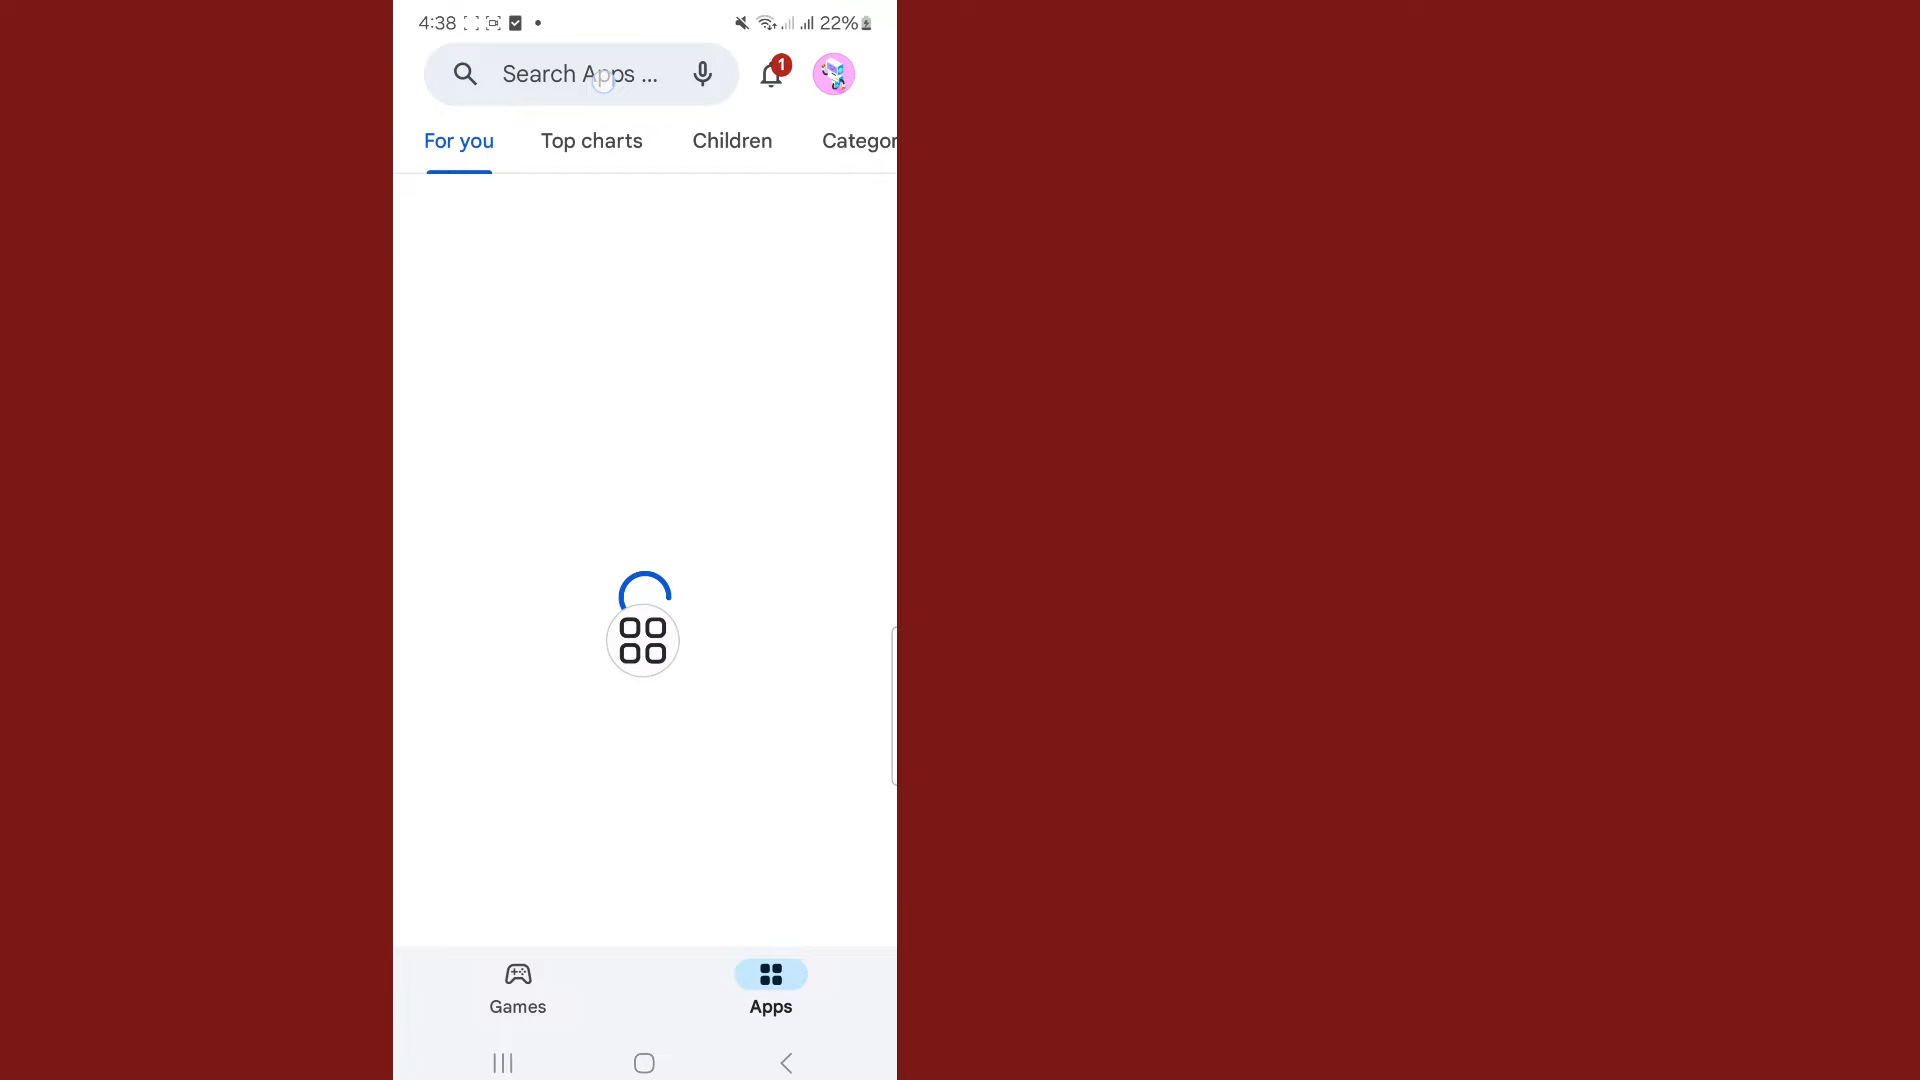 4:38 22%
Search Apps ...
1
For you Top charts Children Categor
Games Apps